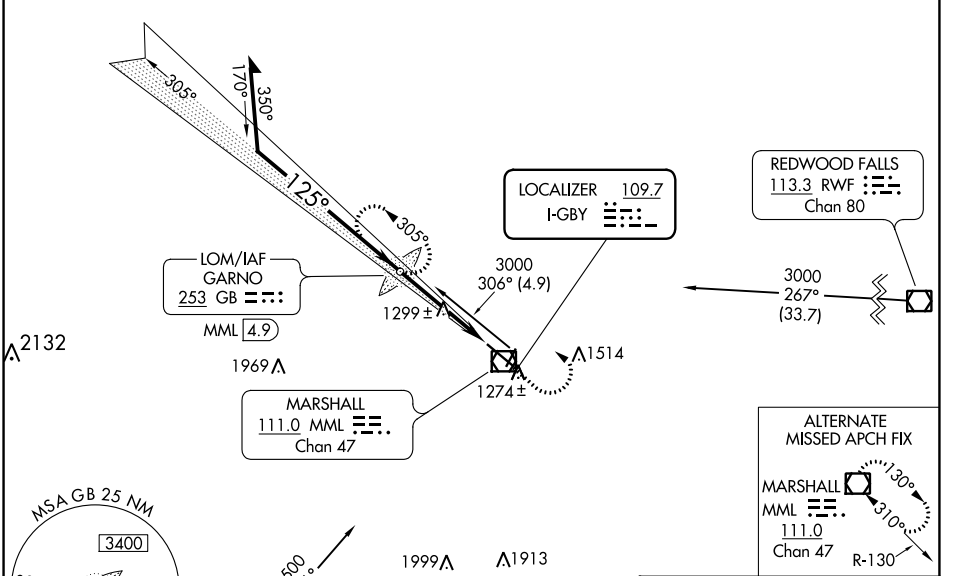 305°
170°
350°
125°
305°
LOCALIZER 109.7
I-GBY
REDWOOD FALLS
113.3 RWF
Chan 80
LOM/IAF
GARNO
253 GB
MML 4.9
3000
306° (4.9)
3000
267°
(33.7)
1299 ±
2132
1969
1514
1274 ±
MARSHALL
111.0 MML
Chan 47
ALTERNATE
MISSED APCH FIX
MARSHALL
MML
111.0
Chan 47
130°
310°
R-130
MSA GB 25 NM
3400
1999
1913